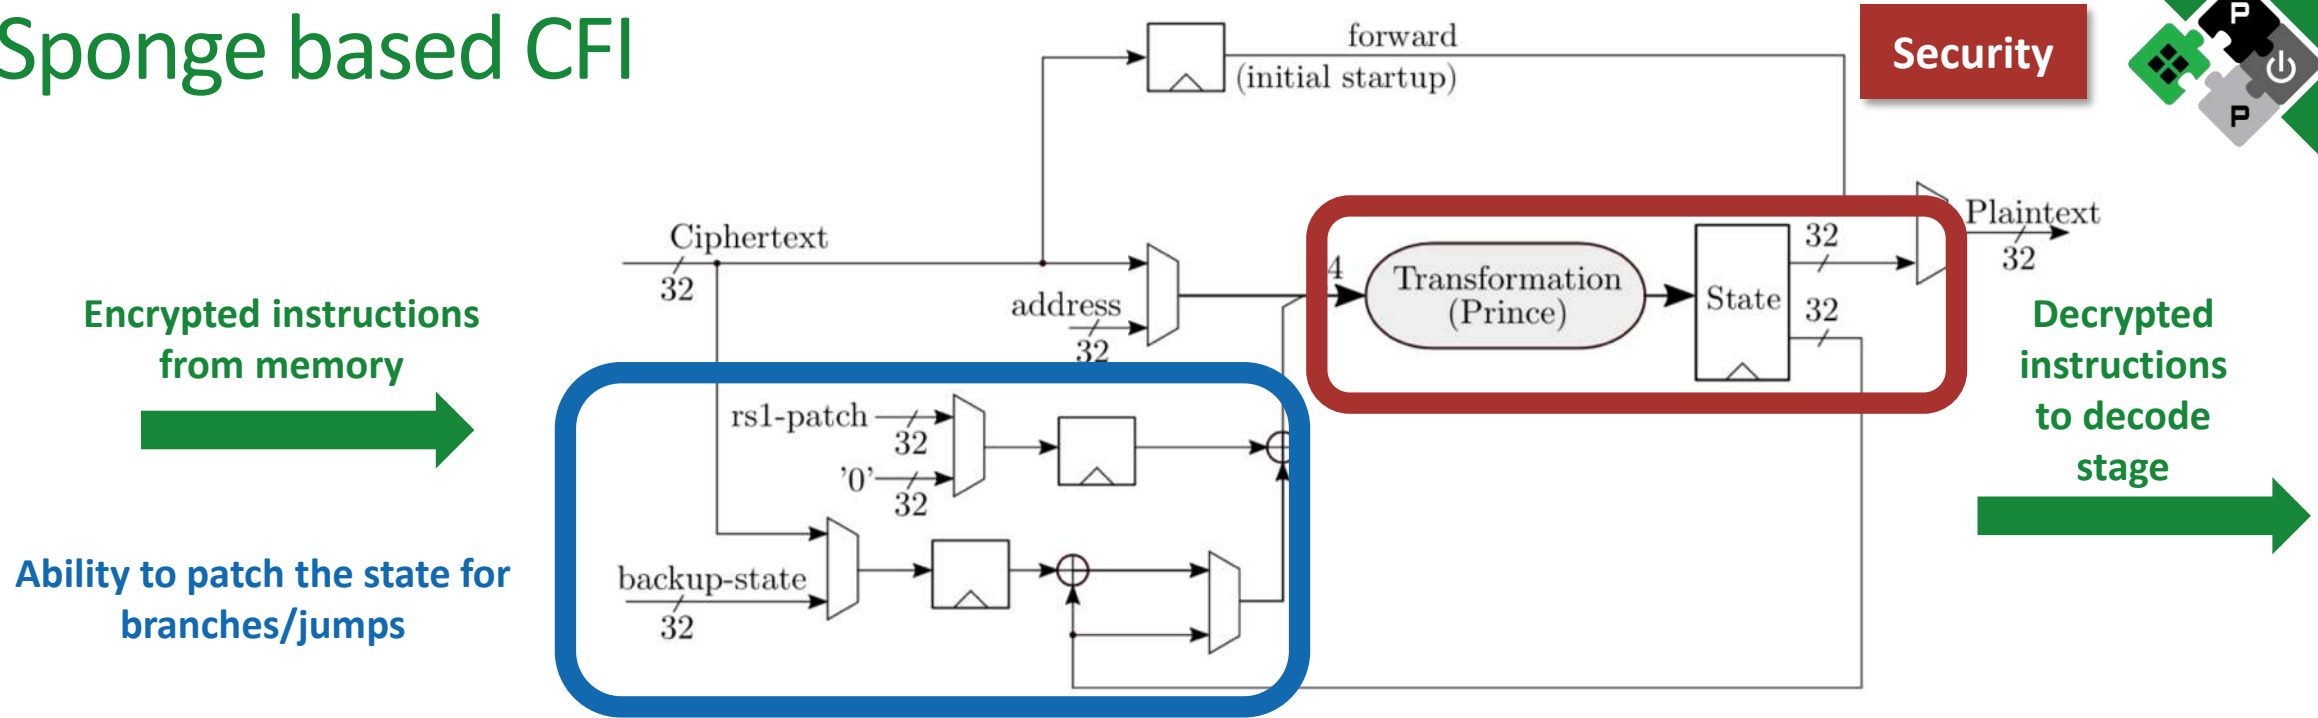 Sponge based CFI
forward
(initial startup)
Security
P
P
Ciphertext
32
address
32
4
Transformation
(Prince)
State
32
32
Plaintext
32
Encrypted instructions
from memory
rs1-patch
32
'0'
32
backup-state
32
Ability to patch the state for
branches/jumps
Decrypted
instructions
to decode
stage